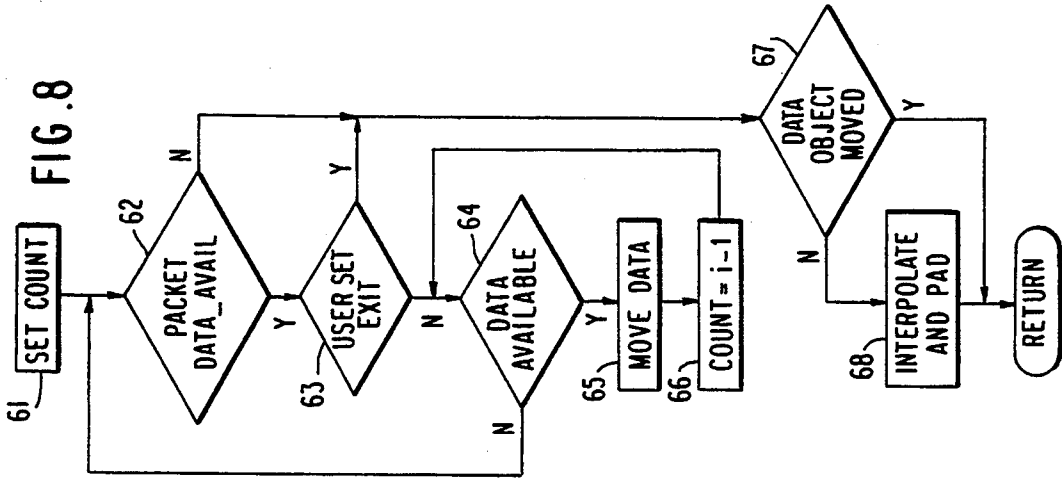 FIG.8
61
SET COUNT
62
PACKET
DATA_AVAIL
N
Y
63
USER SET
EXIT
Y
N
64
DATA
AVAILABLE
N
Y
65
MOVE DATA
66
COUNT = i-1
67
DATA
OBJECT
MOVED
N
Y
68
INTERPOLATE
AND PAD
RETURN